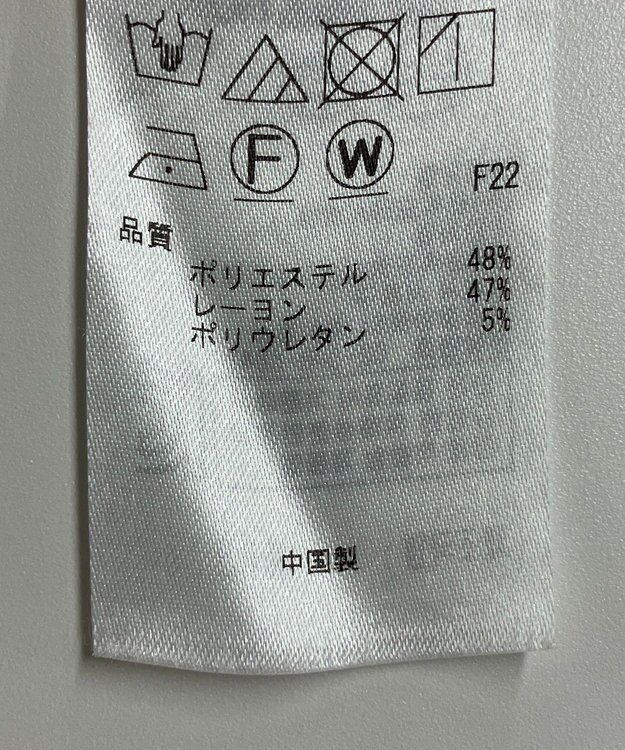 F W F22
品質
ポリエステル 48%
レーヨン 47%
ポリウレタン 5%
中国製